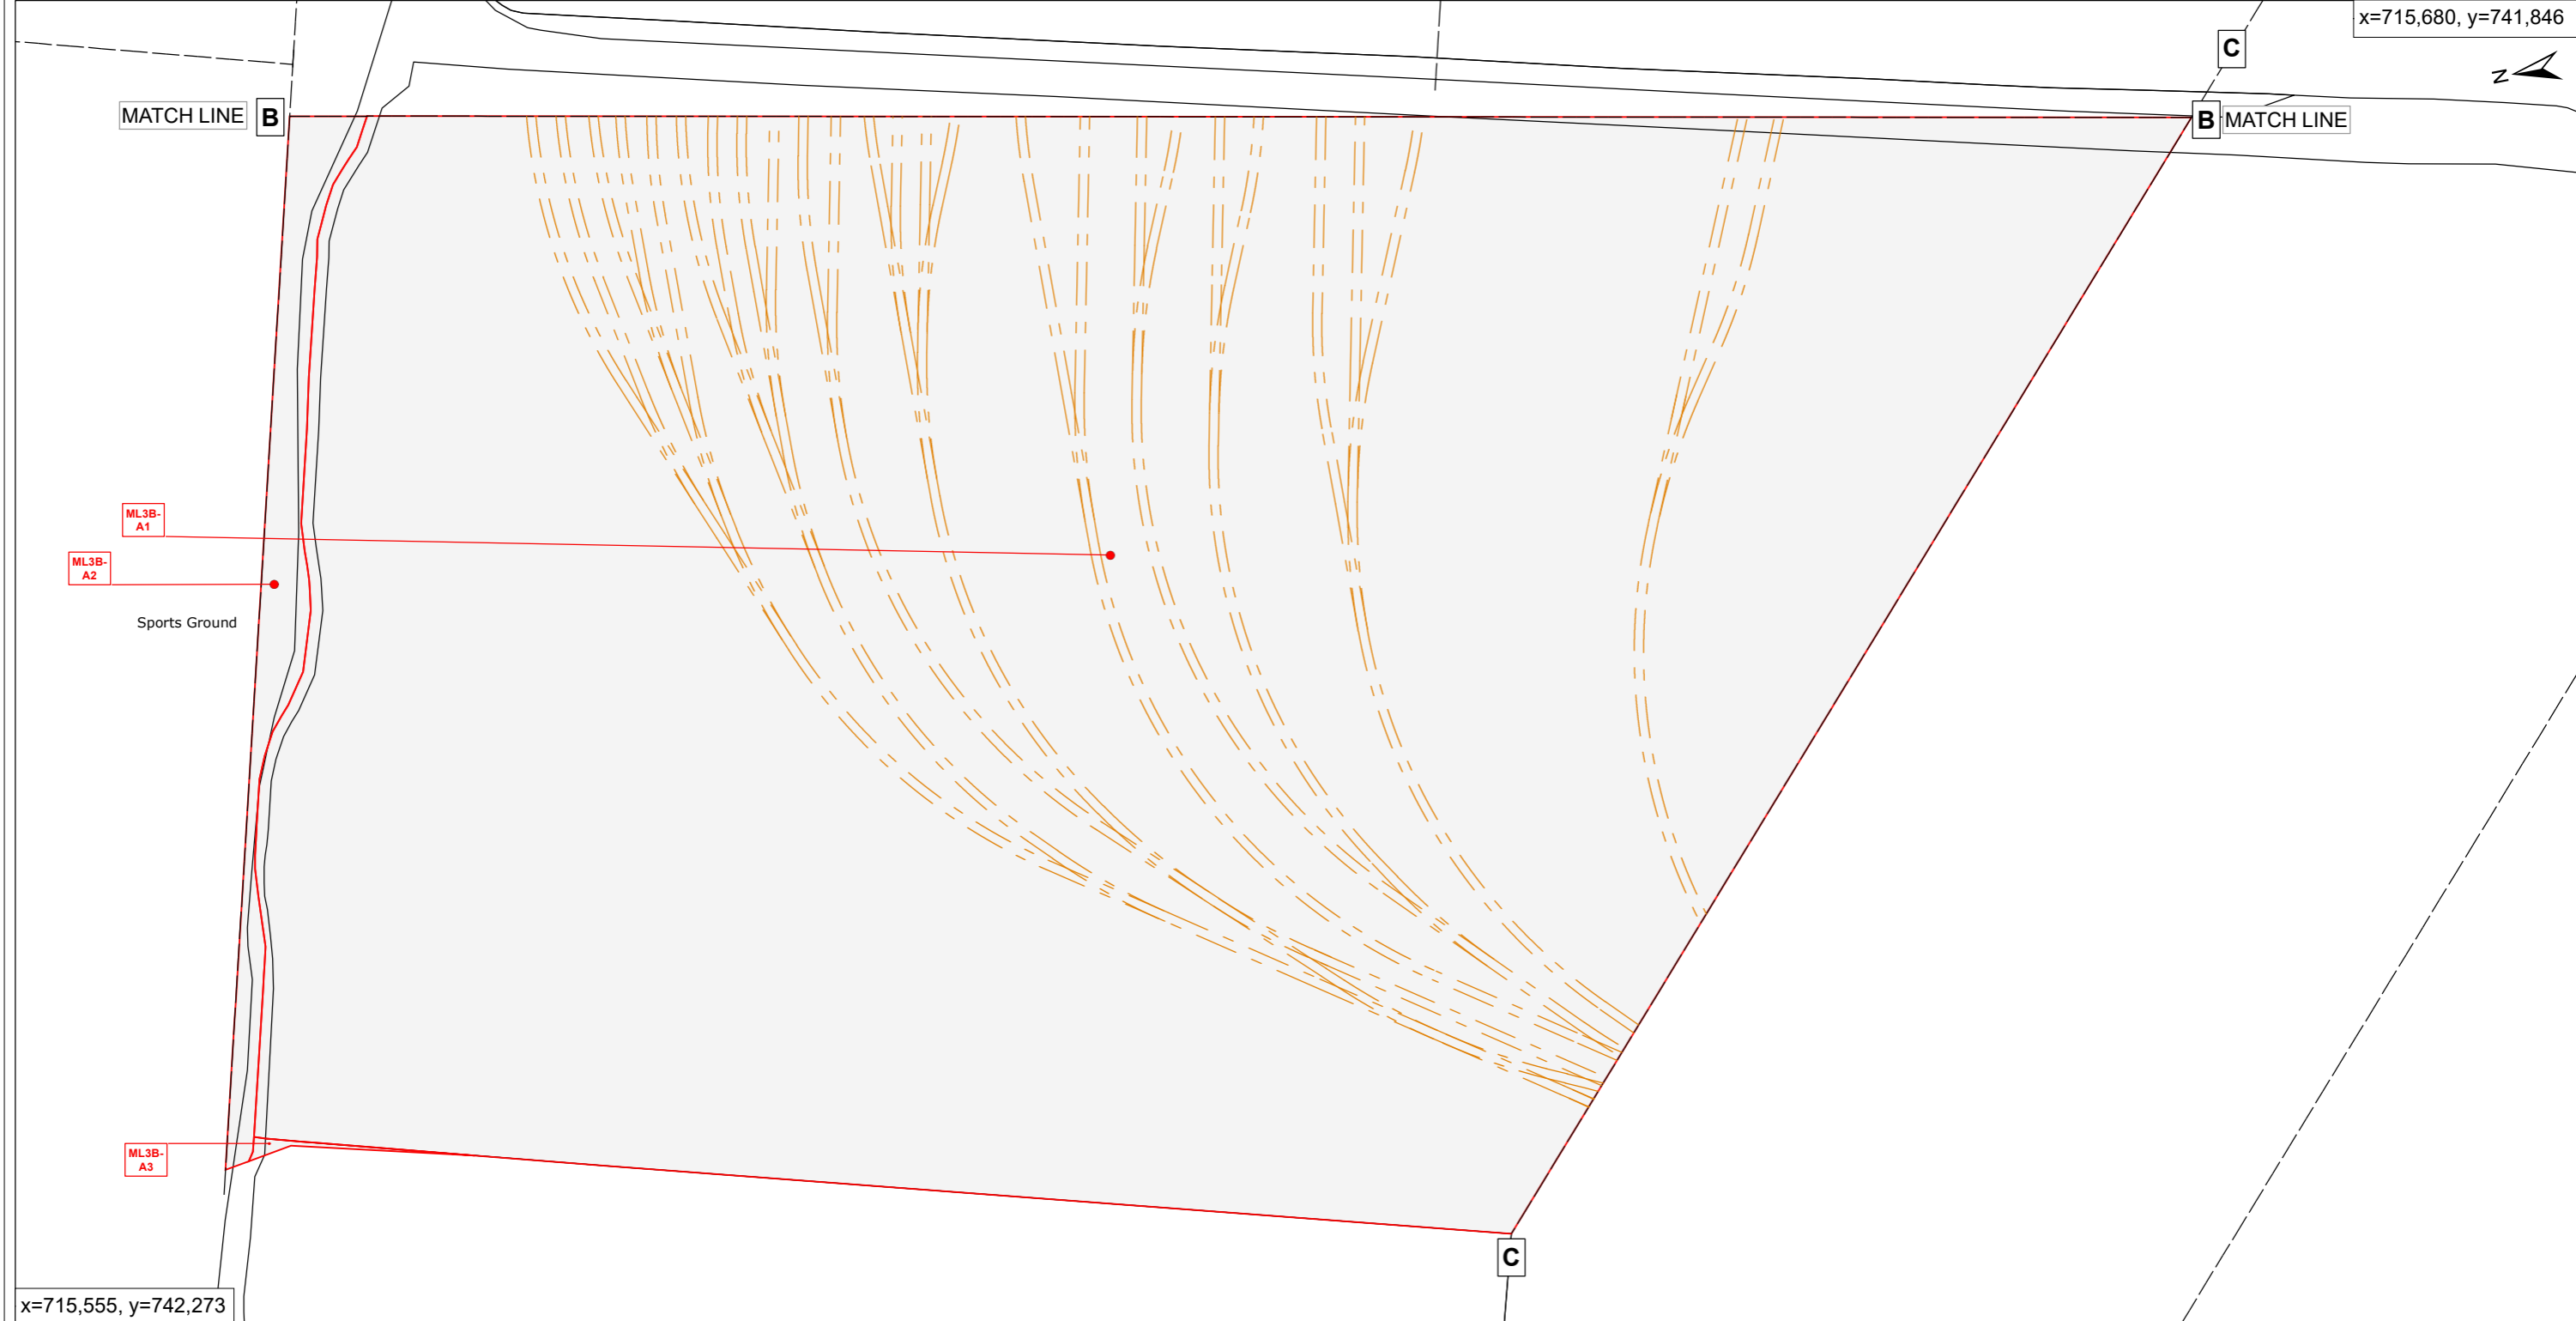 x=715,680, y=741,846
C
N
MATCH LINE B
B MATCH LINE
ML3B-
A1
ML3B-
A2
Sports Ground
ML3B-
A3
C
x=715,555, y=742,273